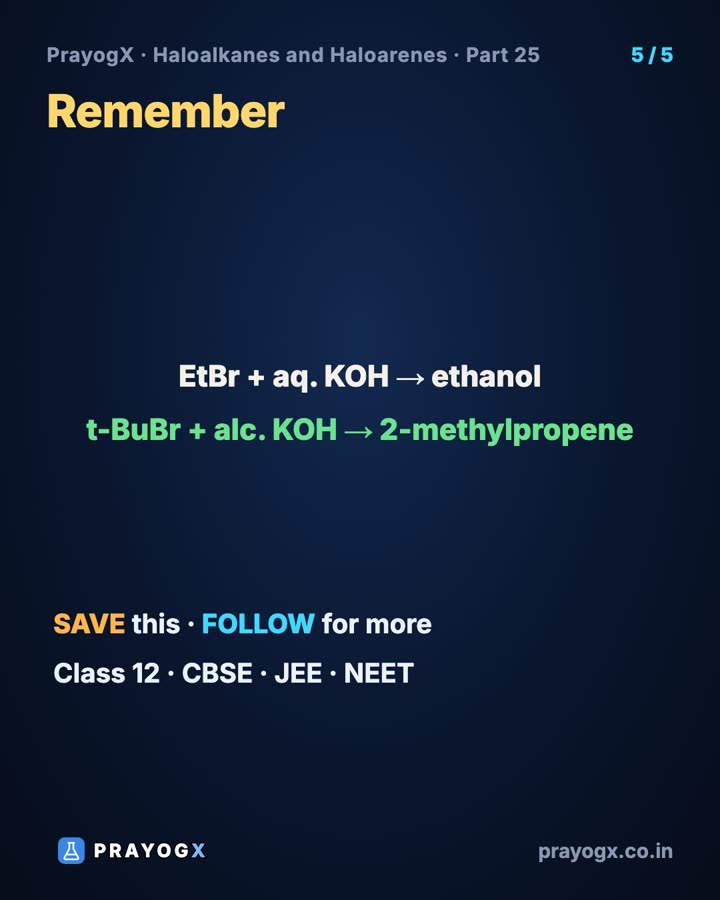 PrayogX · Haloalkanes and Haloarenes · Part 25 5 / 5
Remember
EtBr + aq. KOH → ethanol
t-BuBr + alc. KOH → 2-methylpropene
SAVE this · FOLLOW for more
Class 12 · CBSE · JEE · NEET
PRAYOGX prayogx.co.in